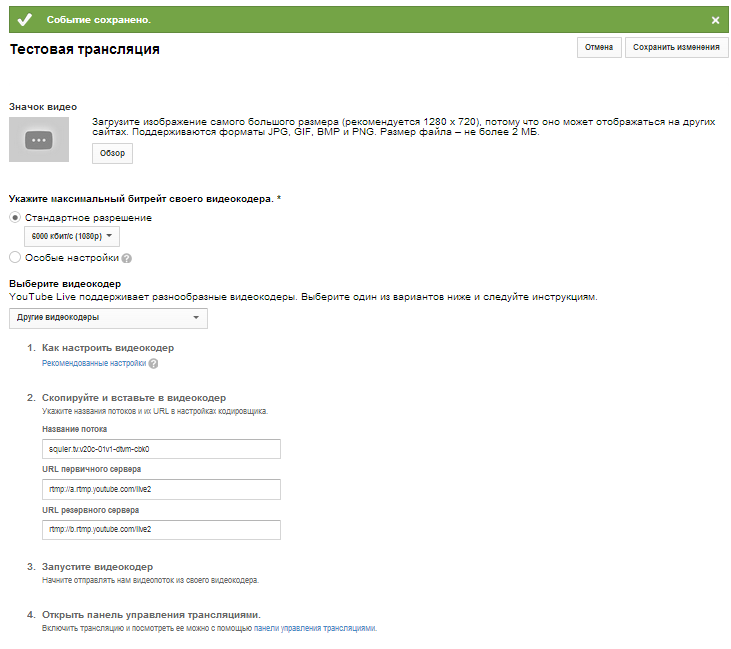 Событие сохранено.
Тестовая трансляция
Отмена
Сохранить изменения
Значок видео
Загрузите изображение самого большого размера (рекомендуется 1280 x 720), потому что оно может отображаться на других
сайтах. Поддерживаются форматы JPG, GIF, BMP и PNG. Размер файла – не более 2 МБ.
Обзор
Укажите максимальный битрейт своего видеокодера. *
Стандартное разрешение
6000 кбит/с (1080p)
Особые настройки ?
Выберите видеокодер
YouTube Live поддерживает разнообразные видеокодеры. Выберите один из вариантов ниже и следуйте инструкциям.
Другие видеокодеры
1. Как настроить видеокодер
Рекомендованные настройки ?
2. Скопируйте и вставьте в видеокодер
Укажите названия потоков и их URL в настройках кодировщика.
Название потока
squier.tv.v20c-01v1-dtvm-cbk0
URL первичного сервера
rtmp://a.rtmp.youtube.com/live2
URL резервного сервера
rtmp://b.rtmp.youtube.com/live2
3. Запустите видеокодер
Начните отправлять нам видеопоток из своего видеокодера.
4. Открыть панель управления трансляциями.
Включить трансляцию и посмотреть ее можно с помощью панели управления трансляциями.